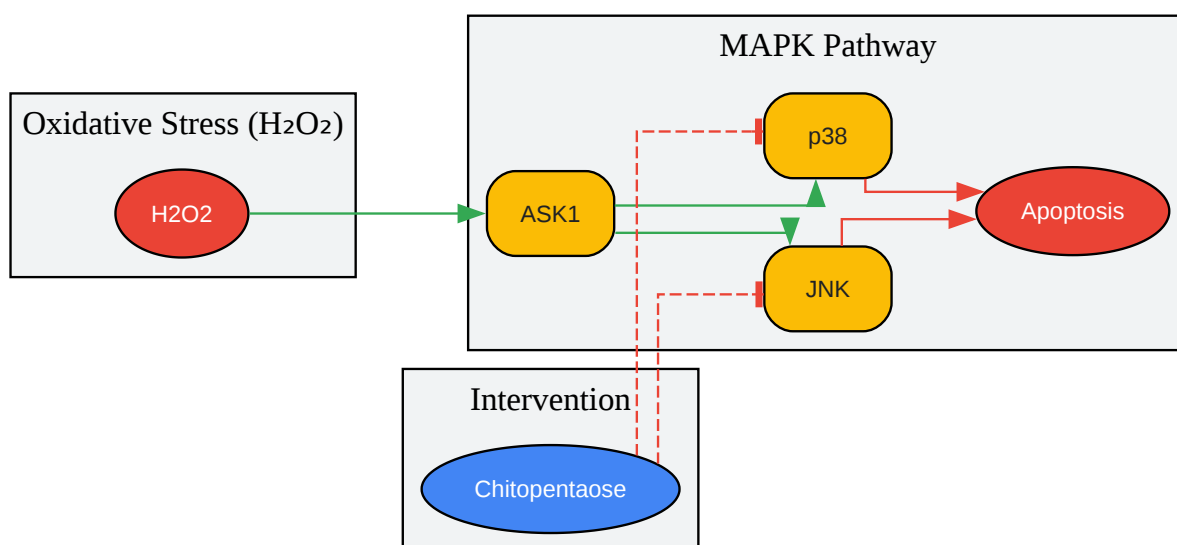 MAPK Pathway
Oxidative Stress (H₂O₂)
p38
H2O2
ASK1
Apoptosis
JNK
Intervention
Chitopentaose